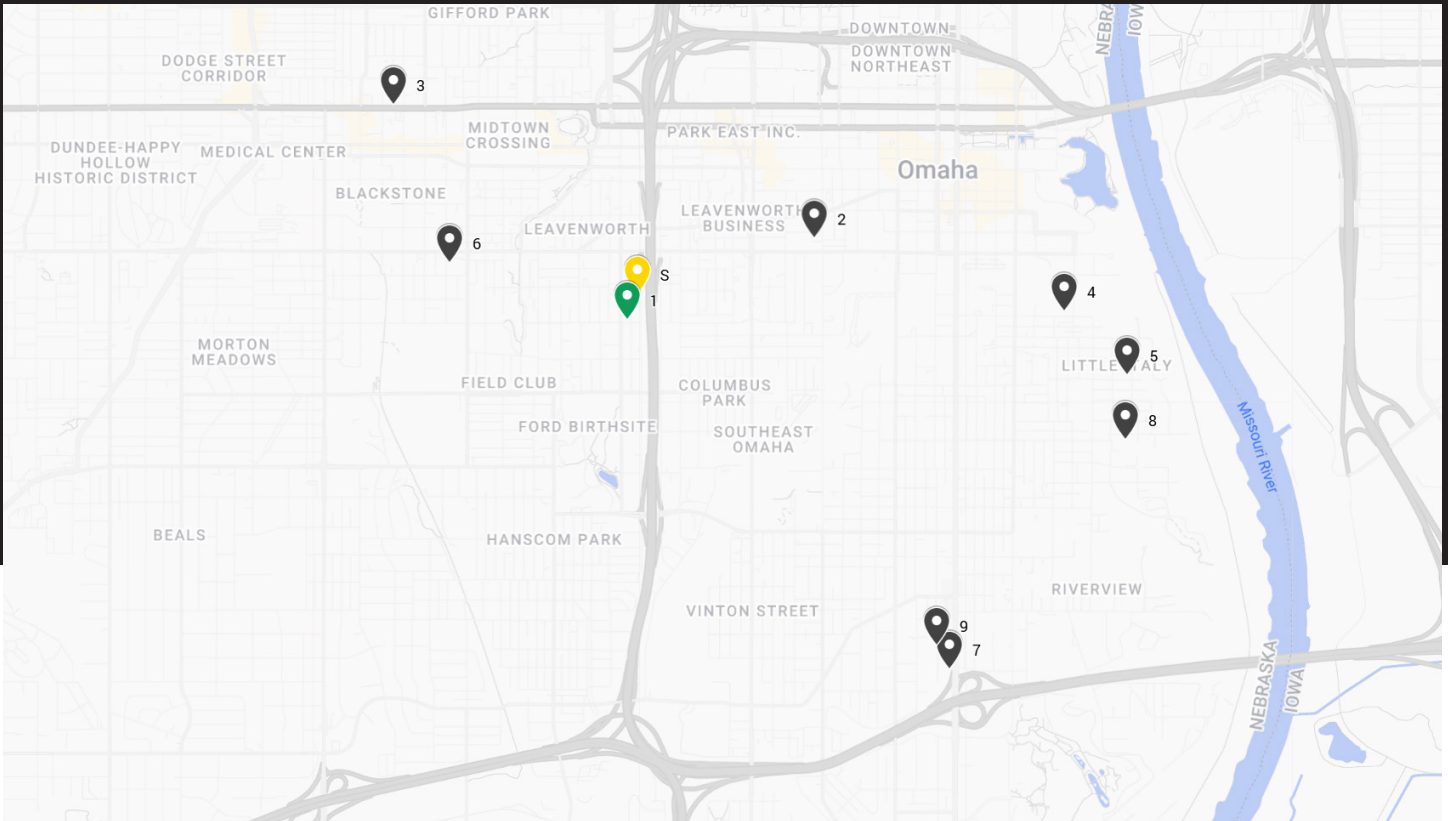 GIFFORD PARK
DOWNTOWN
DOWNTOWN
NORTHEAST
NEBRA
IOW
DODGE STREET
CORRIDOR
3
MIDTOWN
CROSSING
PARK EAST INC.
DUNDEE-HAPPY
HOLLOW
HISTORIC DISTRICT
MEDICAL CENTER
Omaha
BLACKSTONE
LEAVENWORTH
BUSINESS
2
LEAVENWORTH
6
S
1
4
MORTON
MEADOWS
5
LITTLE ITALY
FIELD CLUB
COLUMBUS
PARK
8
FORD BIRTHSITE
SOUTHEAST
OMAHA
Missouri River
BEALS
HANSCOM PARK
RIVERVIEW
VINTON STREET
9
7
NEBRASKA
IOWA